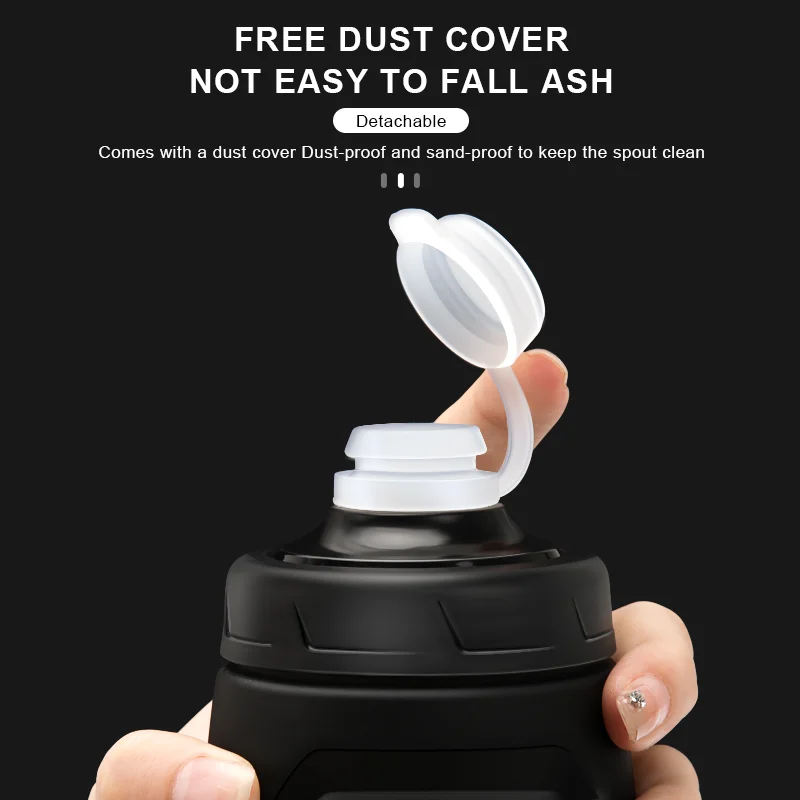 FREE DUST COVER
NOT EASY TO FALL ASH
Detachable
Comes with a dust cover Dust-proof and sand-proof to keep the spout clean